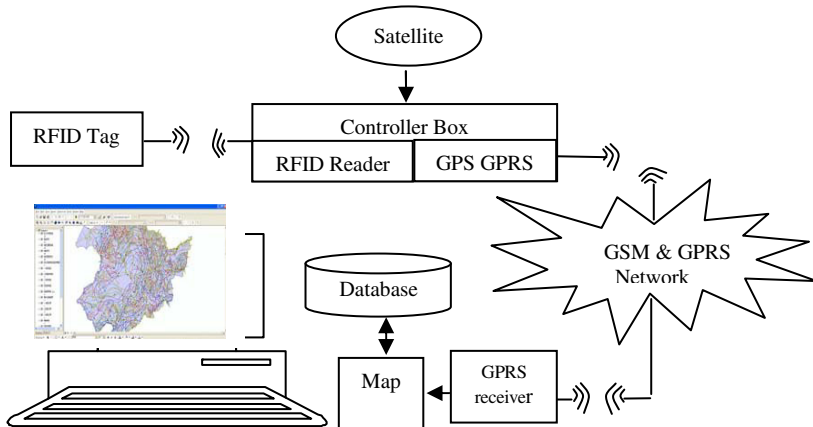 Satellite
RFID Tag
Controller Box
RFID Reader
GPS GPRS
GSM & GPRS
Network
Database
Map
GPRS
receiver